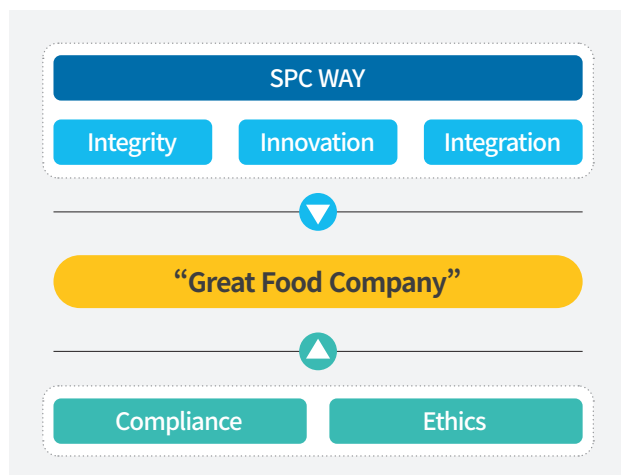 SPC WAY
Integrity Innovation Integration
“Great Food Company”
Compliance Ethics